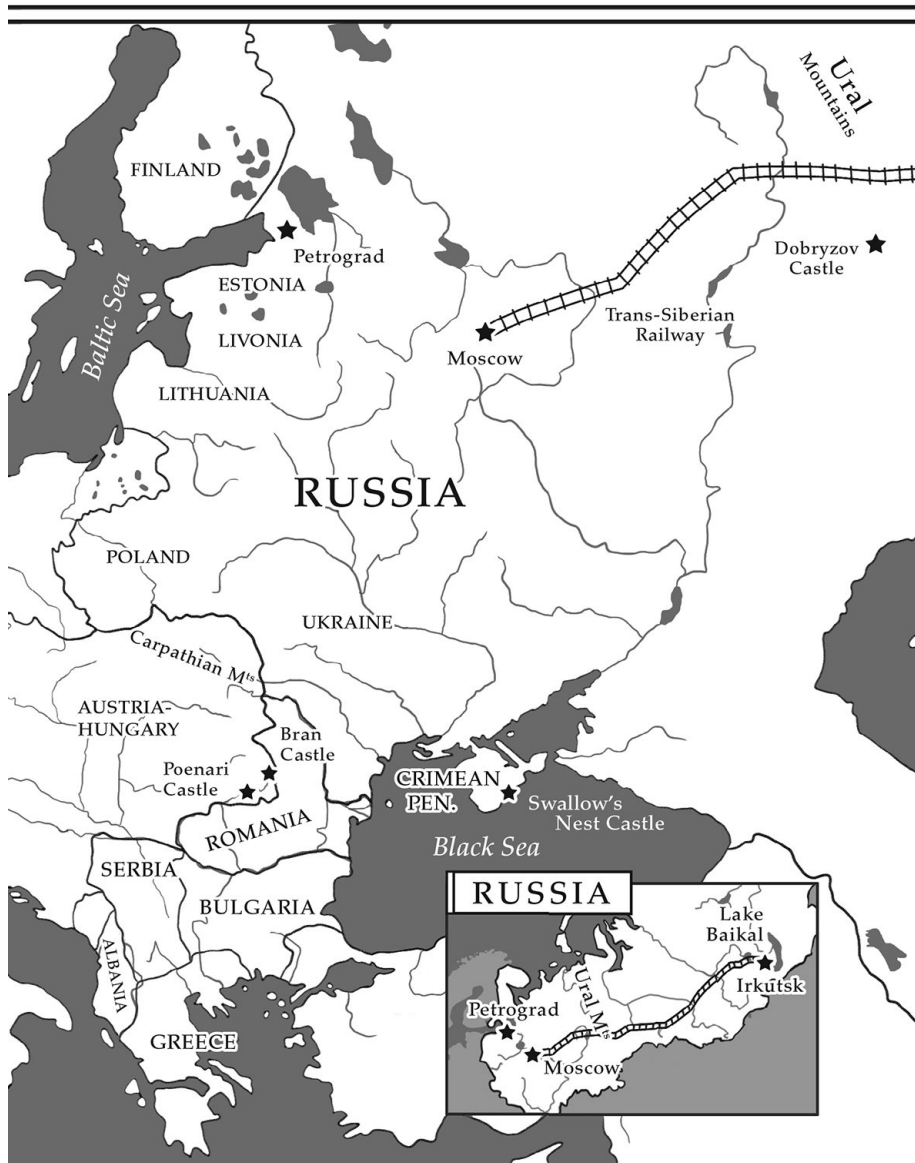 Ural
Mountains
FINLAND
Petrograd
Dobryzov
Castle
ESTONIA
Baltic Sea
LIVONIA
Trans-Siberian
Railway
Moscow
LITHUANIA
RUSSIA
POLAND
UKRAINE
Carpathian Mts
AUSTRIA-
HUNGARY
Bran
Castle
Poenari
Castle
CRIMEAN
PEN.
Swallow's
Nest Castle
ROMANIA
Black Sea
SERBIA
BULGARIA
ALBANIA
GREECE
RUSSIA
Lake
Baikal
Irkutsk
Ural Mts
Petrograd
Moscow